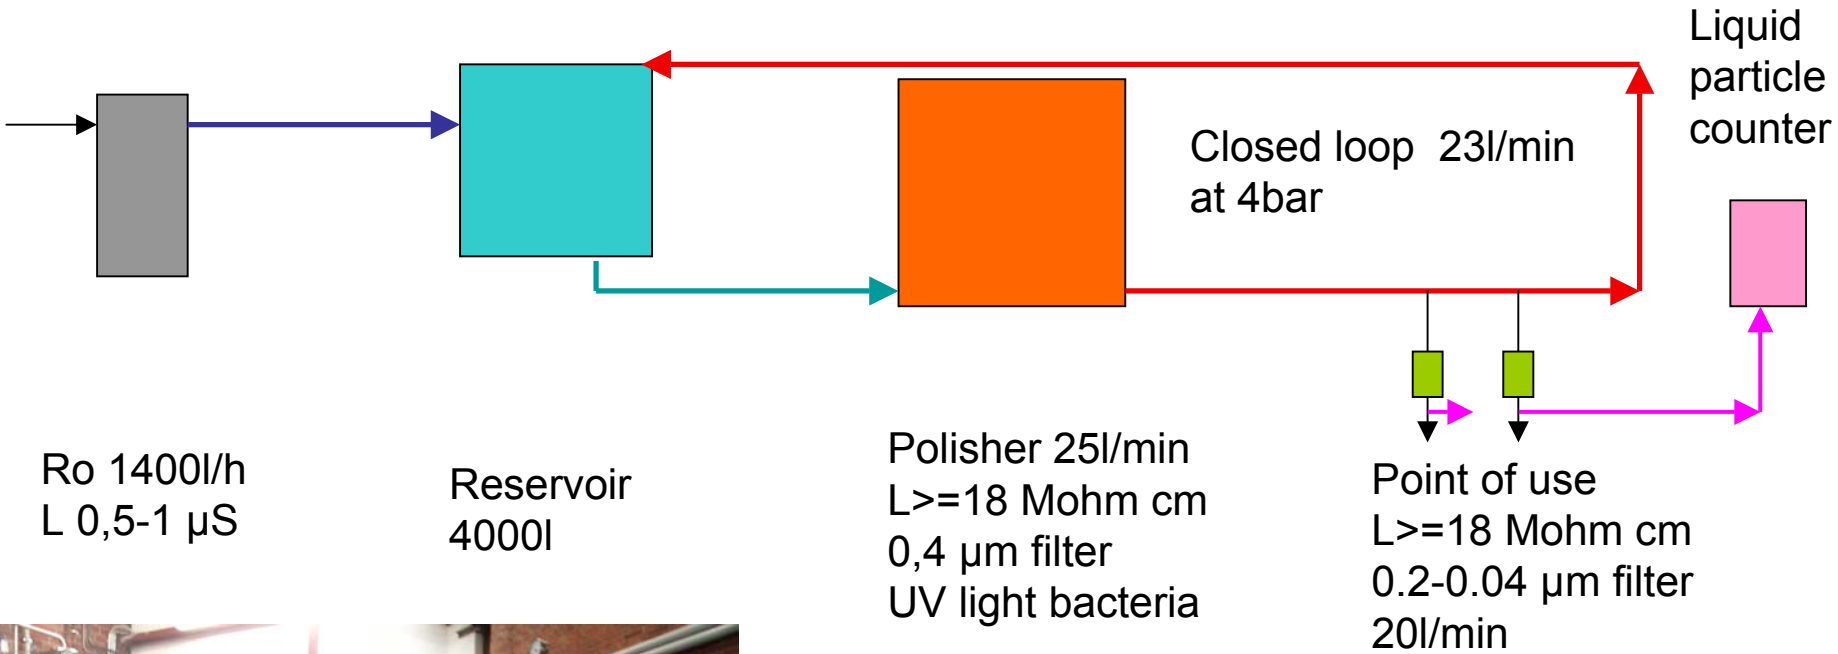 Liquid
particle
counter
Closed loop  23l/min
at 4bar
Ro 1400l/h
L 0,5-1 µS
Reservoir
4000l
Polisher 25l/min
L>=18 Mohm cm
0,4 µm filter
UV light bacteria
Point of use
L>=18 Mohm cm
0.2-0.04 µm filter
20l/min